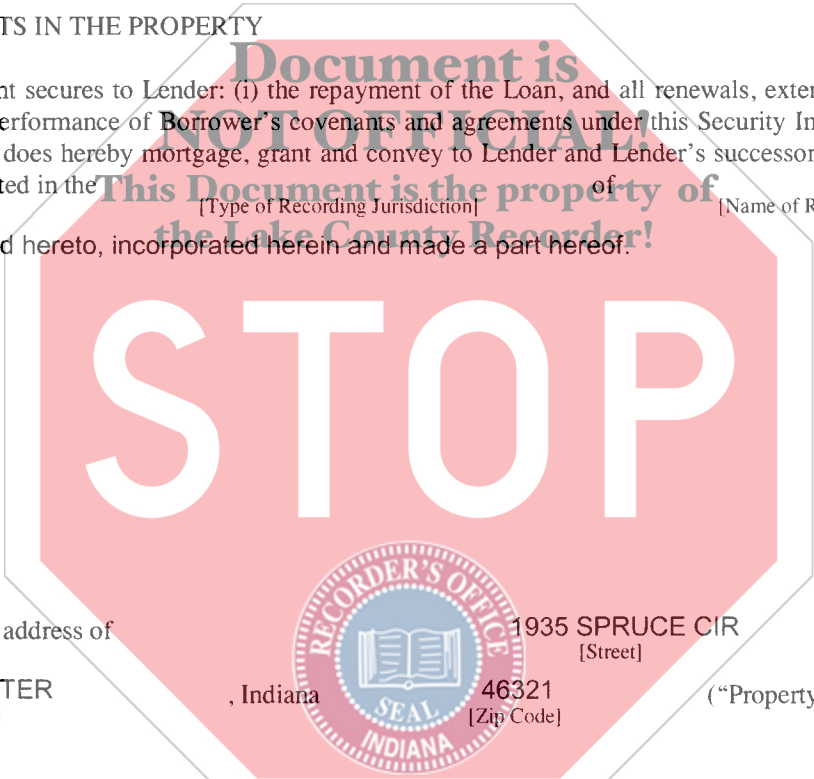 TS IN THE PROPERTY
Document is
nt secures to Lender: (i) the repayment of the Loan, and all renewals, exten
NOT OFFICIAL!
erformance of Borrower's covenants and agreements under this Security In
does hereby mortgage, grant and convey to Lender and Lender's successor
ted in the of
This Document is the property of
[Type of Recording Jurisdiction] [Name of R
the Lake County Recorder!
d hereto, incorporated herein and made a part hereof.
STOP
RECORDER'S OFFICE
SEAL
INDIANA
address of 1935 SPRUCE CIR
[Street]
TER , Indiana 46321 ("Property
[Zip Code]